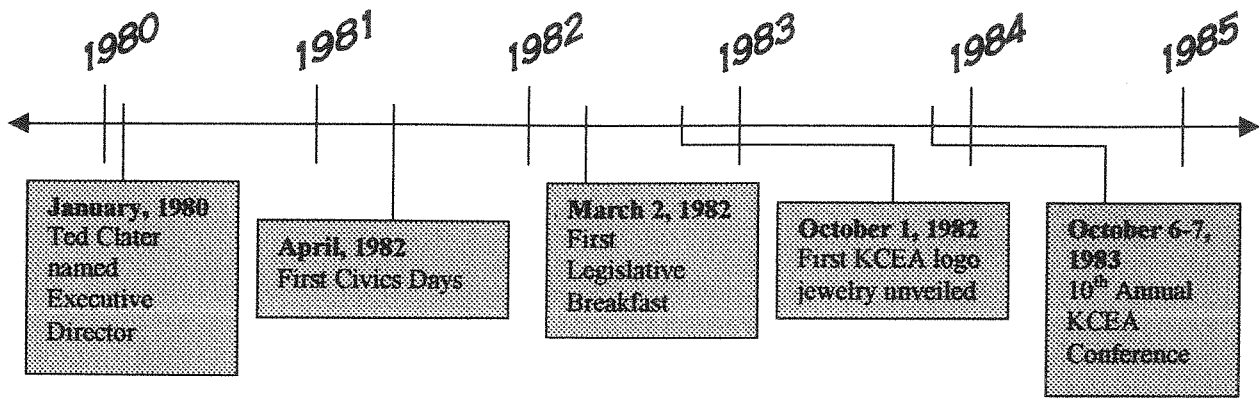 1980
1981
1982
1983
1984
1985
January, 1980
Ted Clater
named
Executive
Director
April, 1982
First Civics Days
March 2, 1982
First
Legislative
Breakfast
October 1, 1982
First KCEA logo
jewelry unveiled
October 6-7,
1983
10th Annual
KCEA
Conference